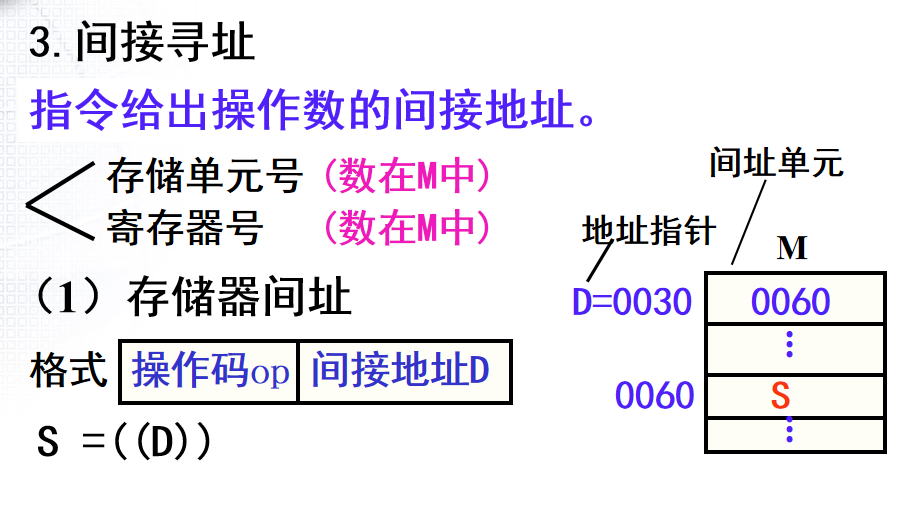 3.间接寻址
指令给出操作数的间接地址。
存储单元号 (数在M中)
寄存器号 (数在M中)
(1) 存储器间址
格式 操作码op 间接地址D
S =((D))
间址单元
地址指针
M
D=0030 0060
⋮
0060 S
⋮